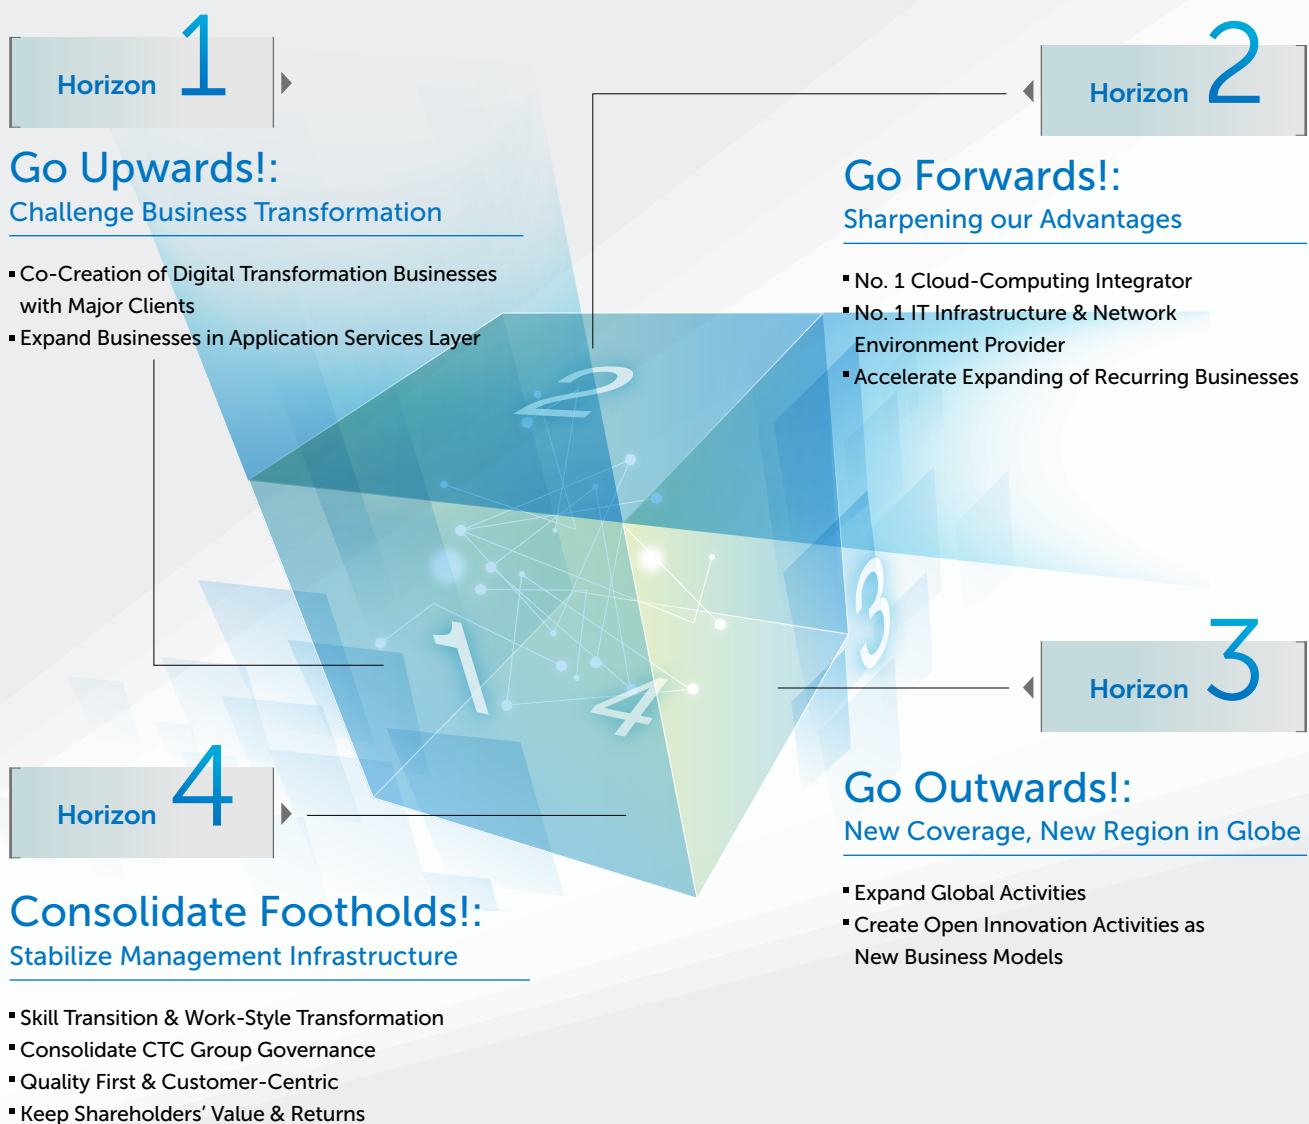 Horizon 1
Go Upwards!:
Challenge Business Transformation
▪ Co-Creation of Digital Transformation Businesses
with Major Clients
▪ Expand Businesses in Application Services Layer
Horizon 2
Go Forwards!:
Sharpening our Advantages
▪ No. 1 Cloud-Computing Integrator
▪ No. 1 IT Infrastructure & Network
Environment Provider
▪ Accelerate Expanding of Recurring Businesses
2
1
4
3
Horizon 3
Go Outwards!:
New Coverage, New Region in Globe
▪ Expand Global Activities
▪ Create Open Innovation Activities as
New Business Models
Horizon 4
Consolidate Footholds!:
Stabilize Management Infrastructure
▪ Skill Transition & Work-Style Transformation
▪ Consolidate CTC Group Governance
▪ Quality First & Customer-Centric
▪ Keep Shareholders’ Value & Returns